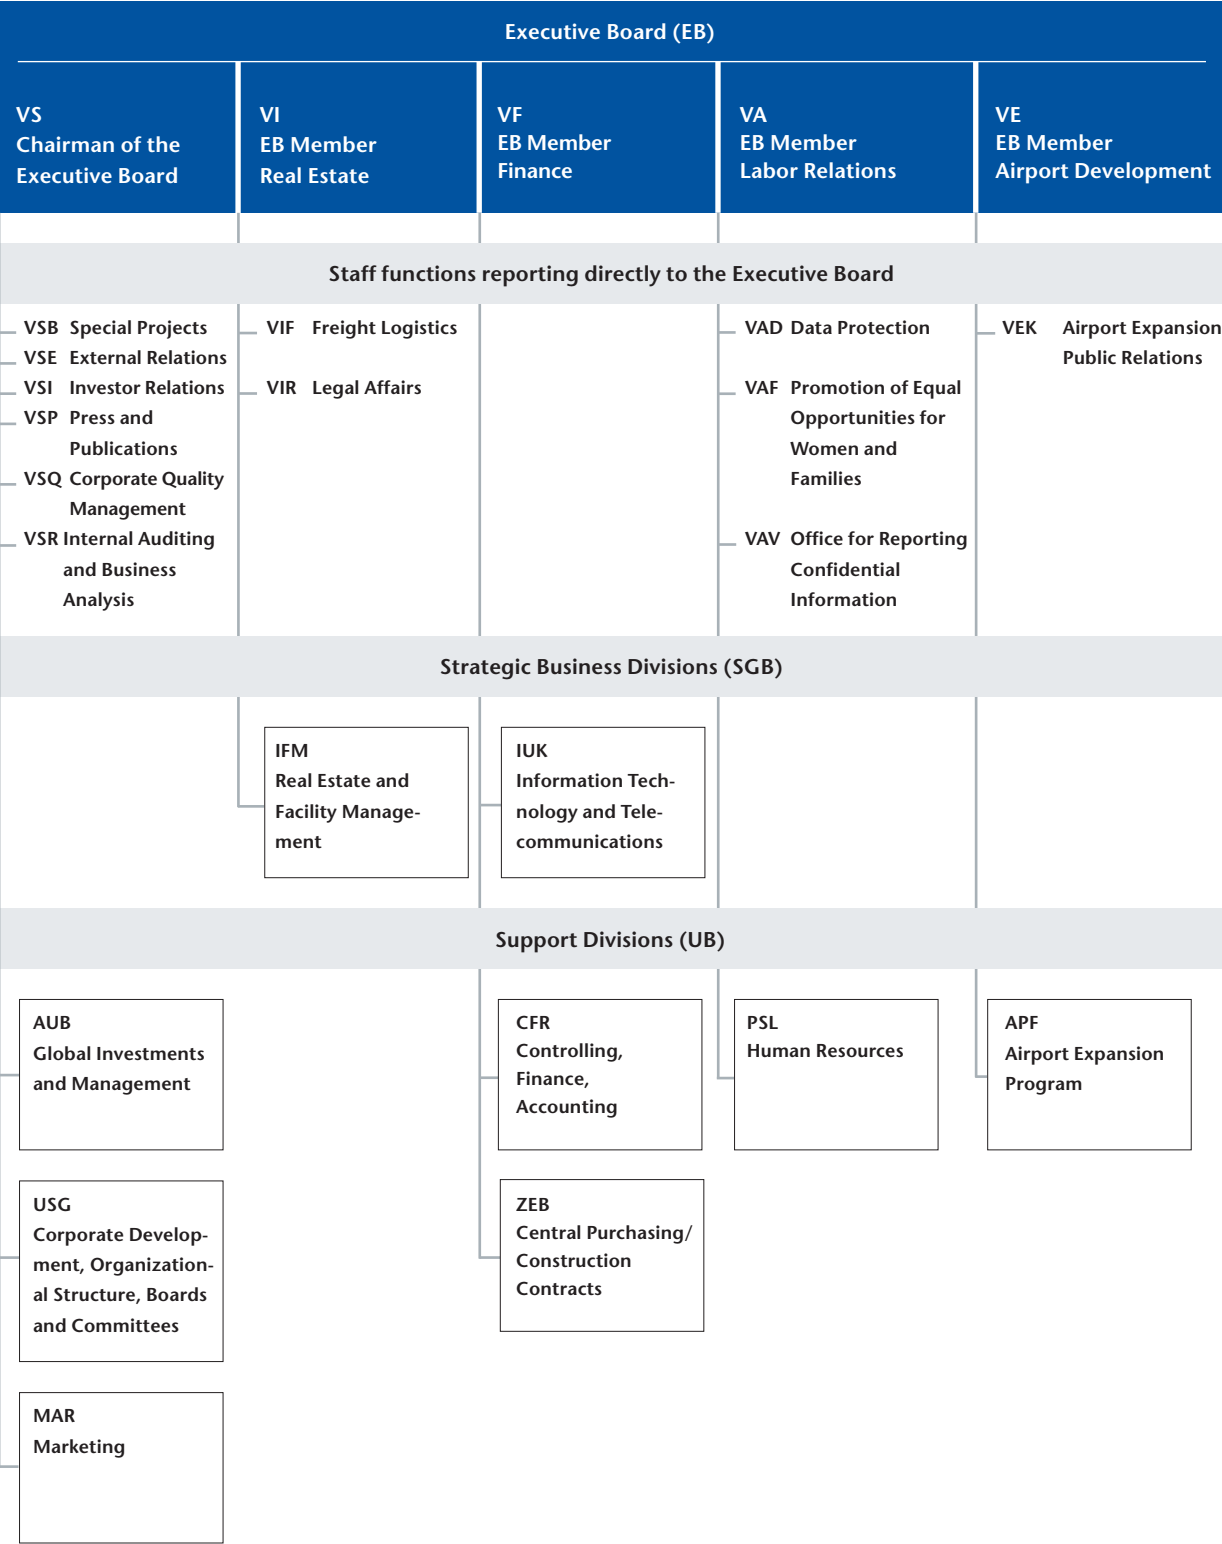 Executive Board (EB)
VS
Chairman of the
Executive Board
VI
EB Member
Real Estate
VF
EB Member
Finance
VA
EB Member
Labor Relations
VE
EB Member
Airport Development
Staff functions reporting directly to the Executive Board
VSB Special Projects
VSE External Relations
VSI Investor Relations
VSP Press and
Publications
VSQ Corporate Quality
Management
VSR Internal Auditing
and Business
Analysis
VIF Freight Logistics
VIR Legal Affairs
VAD Data Protection
VAF Promotion of Equal
Opportunities for
Women and
Families
VAV Office for Reporting
Confidential
Information
VEK Airport Expansion
Public Relations
Strategic Business Divisions (SGB)
IFM
Real Estate and
Facility Manage-
ment
IUK
Information Tech-
nology and Tele-
communications
Support Divisions (UB)
AUB
Global Investments
and Management
USG
Corporate Develop-
ment, Organization-
al Structure, Boards
and Committees
MAR
Marketing
CFR
Controlling,
Finance,
Accounting
ZEB
Central Purchasing/
Construction
Contracts
PSL
Human Resources
APF
Airport Expansion
Program